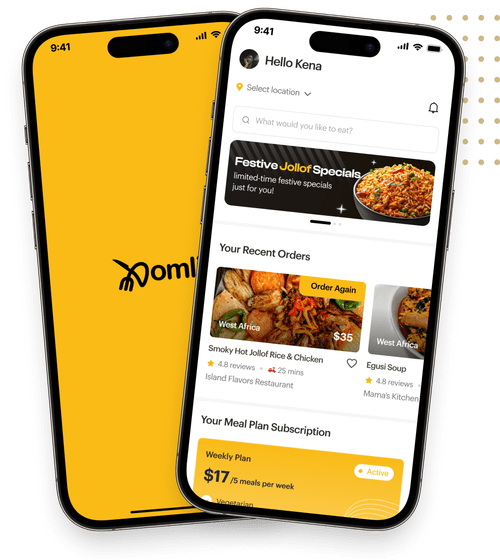 9:41
9:41
Hello Kena
Select location
What would you like to eat?
Festive Jollof Specials
limited-time festive specials
just for you!
Your Recent Orders
Order Again
West Africa
$35
West Africa
Smoky Hot Jollof Rice & Chicken
4.8 reviews • 25 mins
Island Flavors Restaurant
Egusi Soup
4.8 reviews
Mama's Kitchen
Your Meal Plan Subscription
Weekly Plan
Active
$17 /5 meals per week
Vegetarian